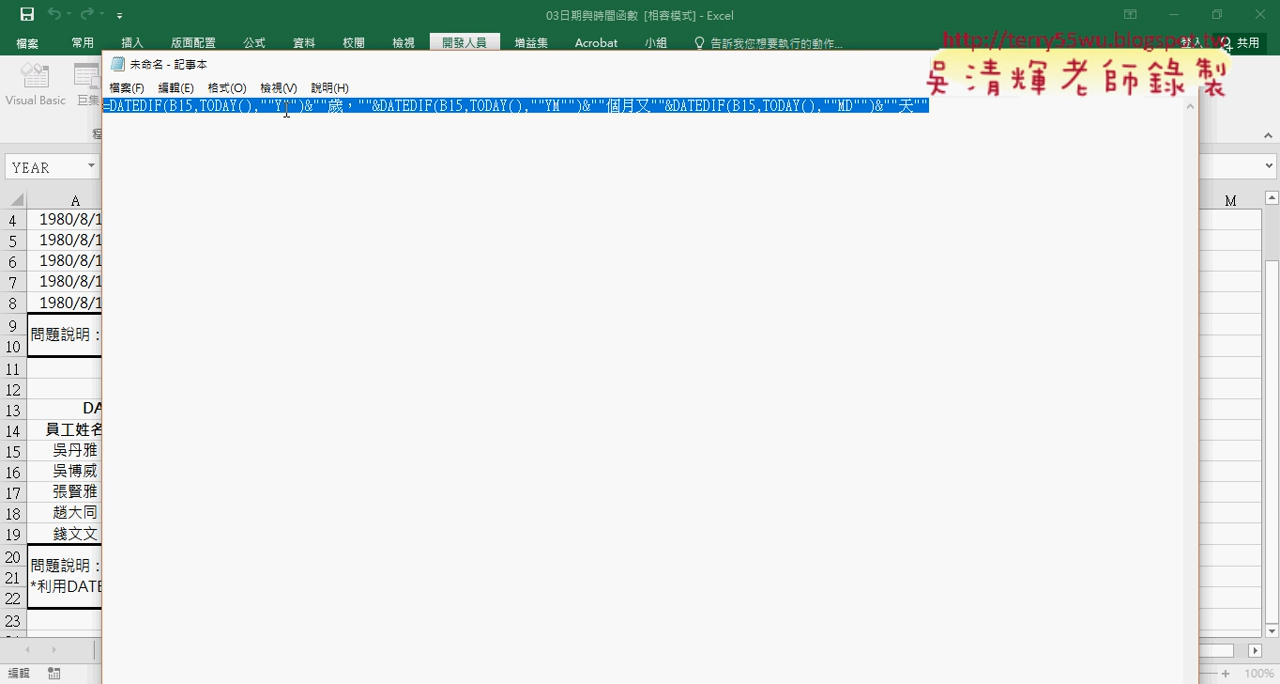 03日期與時間函數 [相容模式] - Excel
檔案 常用 插入 版面配置 公式 資料 校閱 檢視 開發人員 增益集 Acrobat 小組 告訴我您想要執行的動作... 登入 共用
http://terry55wu.blogspot.tw
吳清輝老師錄製
未命名 - 記事本
檔案(F) 編輯(E) 格式(O) 檢視(V) 說明(H)
=DATEDIF(B15,TODAY(),""Y"")&""歲，""&DATEDIF(B15,TODAY(),""YM"")&""個月又""&DATEDIF(B15,TODAY(),""MD"")&""天""
Visual Basic 巨集
程
YEAR
A M
4 1980/8/1
5 1980/8/1
6 1980/8/1
7 1980/8/1
8 1980/8/1
9
問題說明：
10
11
12
13 DA
14 員工姓名
15 吳丹雅
16 吳博威
17 張賢雅
18 趙大同
19 錢文文
20
問題說明：
21
*利用DATE
22
23
編輯
100%